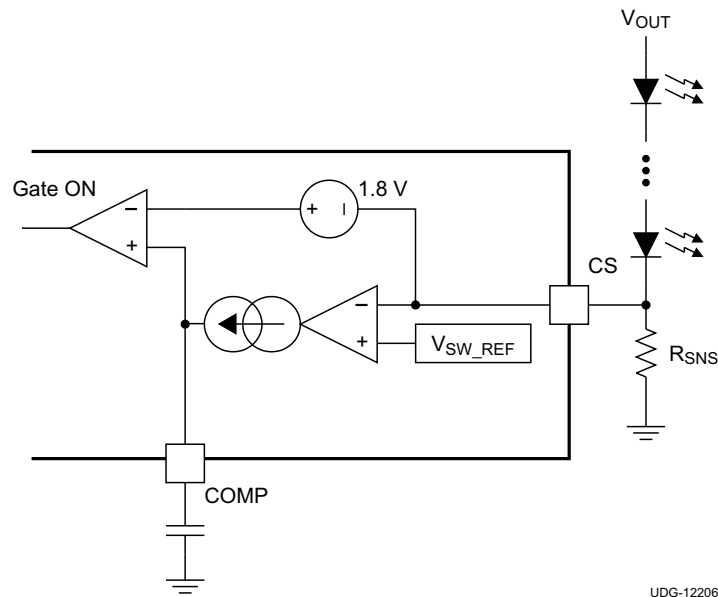 VOUT
Gate ON
− +
+ −
1.8 V
CS
− +
VSW_REF
RSNS
COMP
UDG-12206